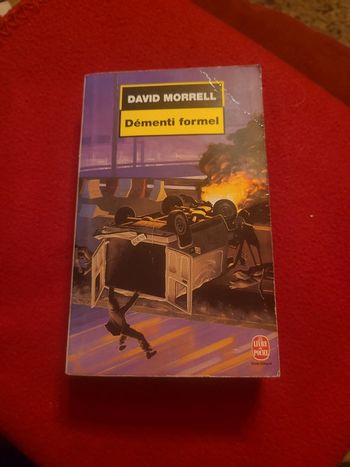 DAVID MORRELL
Démenti formel
LE LIVRE
DE POCHE